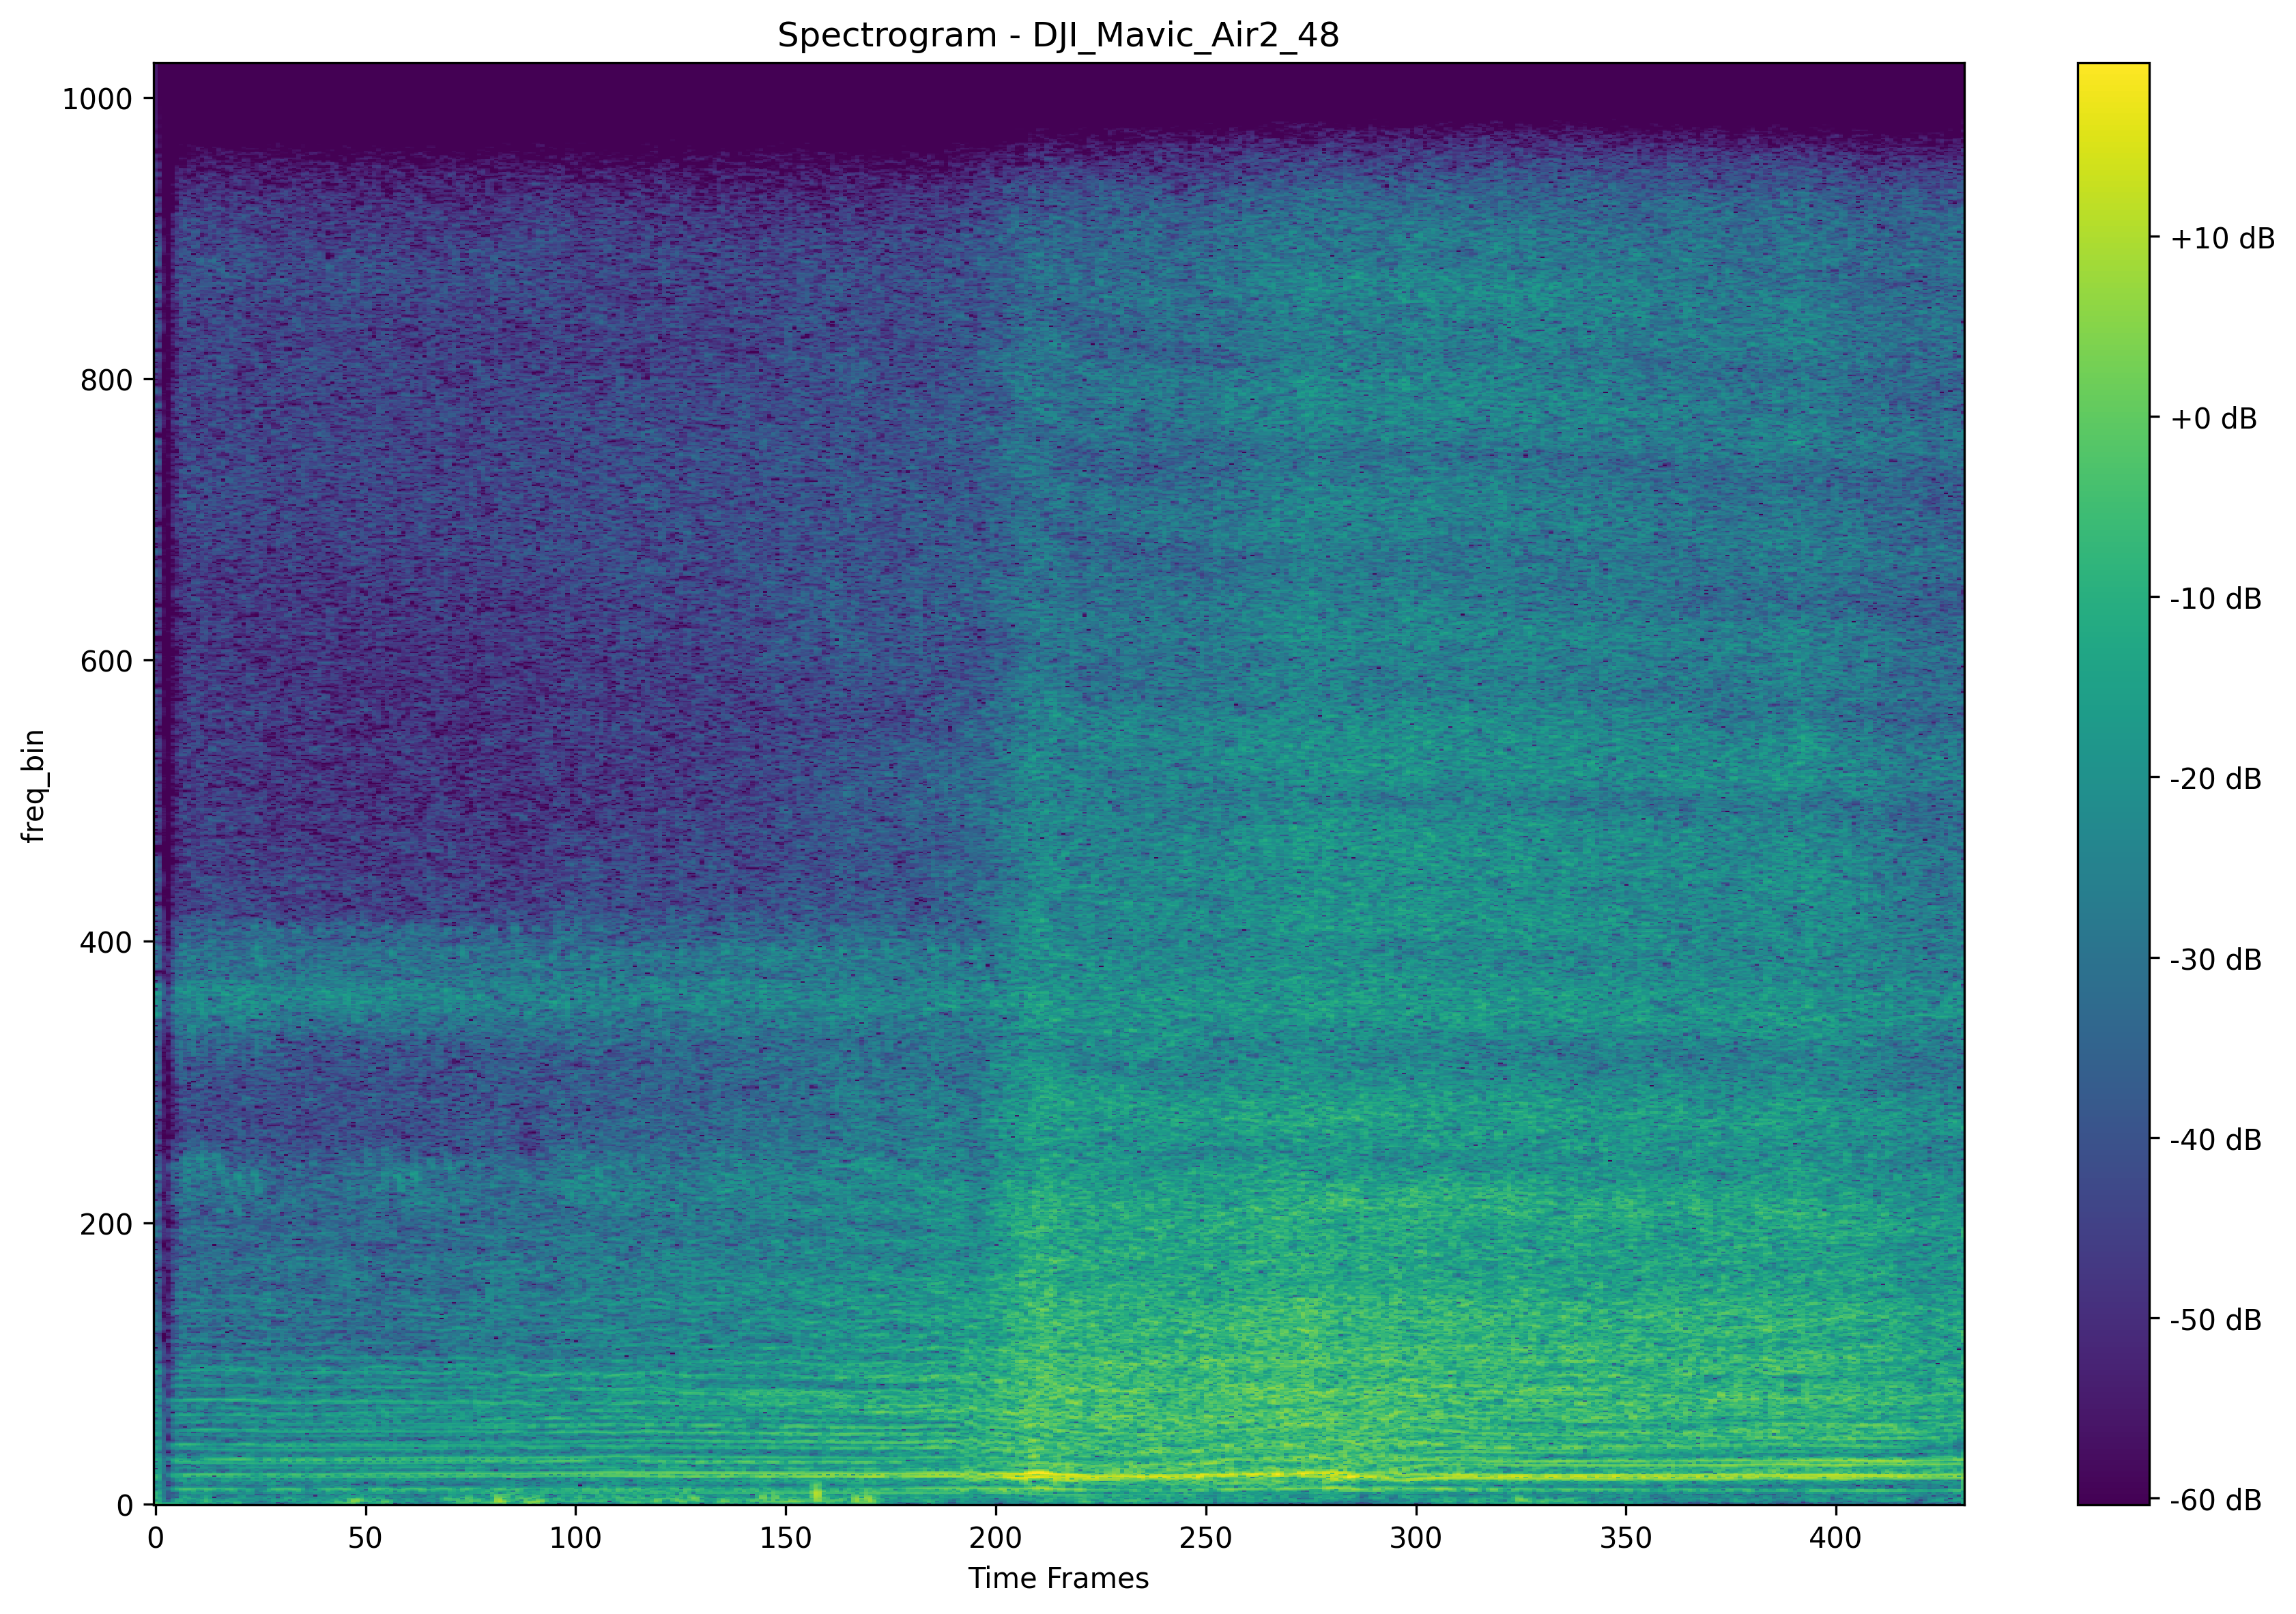 Spectrogram - DJI_Mavic_Air2_48
1000
800
600
400
200
0
freq_bin
0 50 100 150 200 250 300 350 400
Time Frames
+10 dB
+0 dB
-10 dB
-20 dB
-30 dB
-40 dB
-50 dB
-60 dB